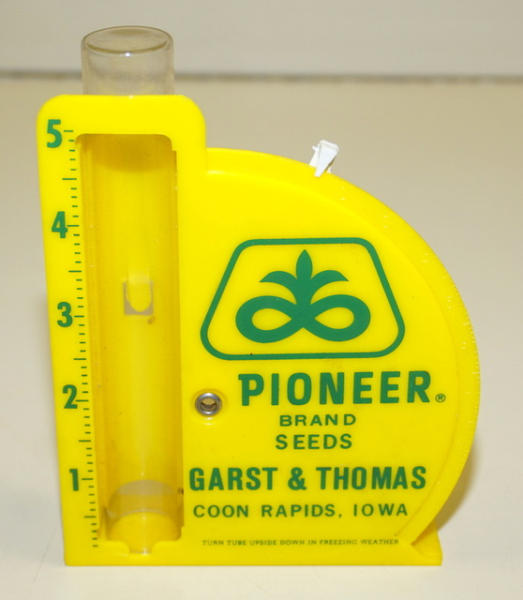 5
4
3
2
1
PIONEER®
BRAND
SEEDS
GARST & THOMAS
COON RAPIDS, IOWA
TURN TUBE UPSIDE DOWN IN FREEZING WEATHER